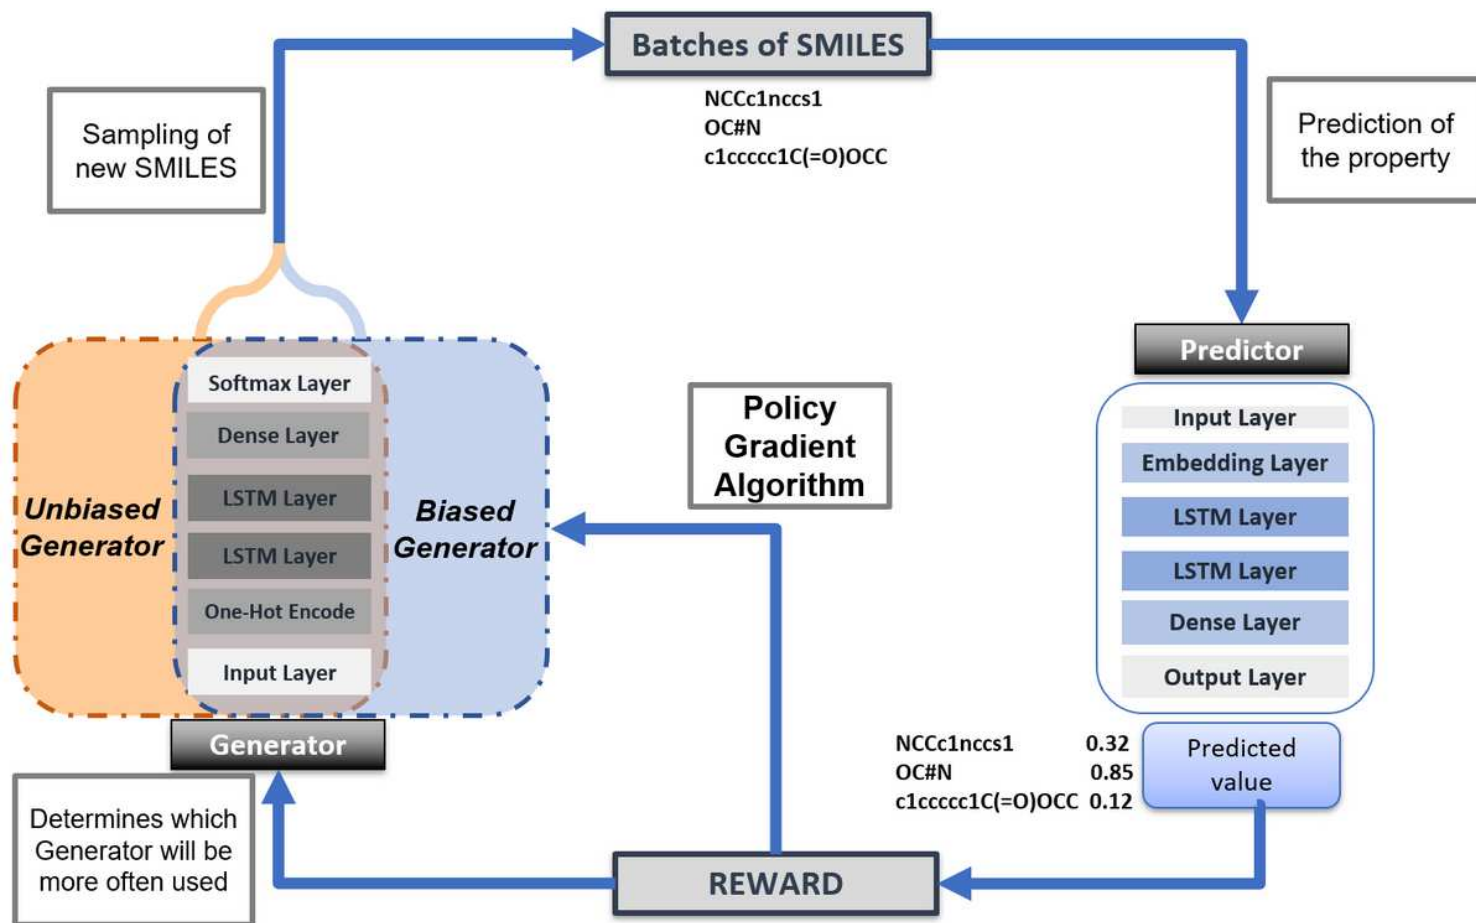 Batches of SMILES
NCCc1nccs1
OC#N
c1ccccc1C(=O)OCC
Sampling of
new SMILES
Prediction of
the property
Predictor
Input Layer
Embedding Layer
LSTM Layer
LSTM Layer
Dense Layer
Output Layer
Softmax Layer
Dense Layer
LSTM Layer
LSTM Layer
One-Hot Encode
Input Layer
Unbiased
Generator
Biased
Generator
Policy
Gradient
Algorithm
Generator
NCCc1nccs1 0.32
OC#N 0.85
c1ccccc1C(=O)OCC 0.12
Predicted
value
Determines which
Generator will be
more often used
REWARD